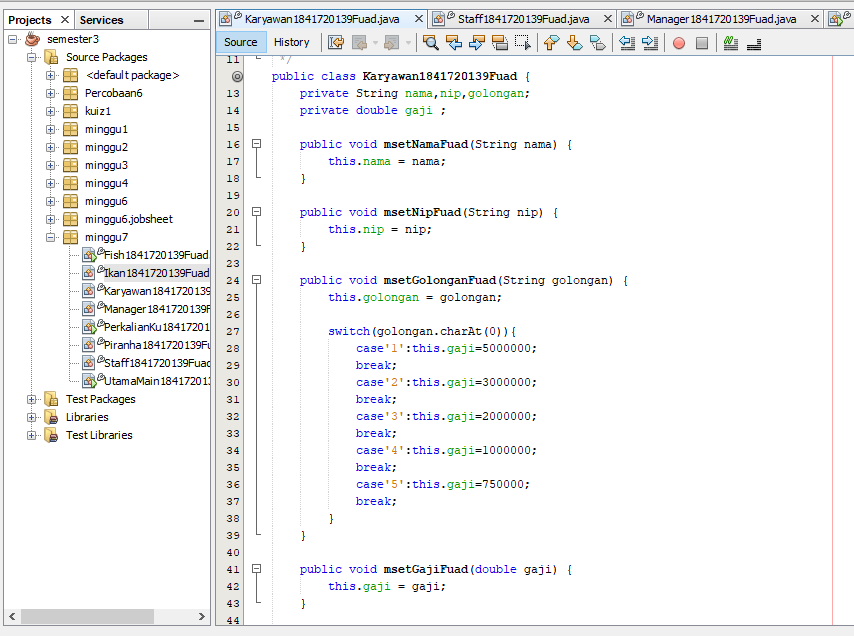 Projects
Services
semester3
Source Packages
<default package>
Percobaan6
kuiz1
minggu1
minggu2
minggu3
minggu4
minggu6
minggu6.jobsheet
minggu7
Fish1841720139Fuad.
Ikan1841720139Fuad
Karyawan184172013
Manager1841720139F
PerkalianKu18417201
Piranha1841720139Fu
Staff1841720139Fuad
UtamaMain184172013
Test Packages
Libraries
Test Libraries
Karyawan1841720139Fuad.java
Staff1841720139Fuad.java
Manager1841720139Fuad.java
Source
History
11 */
public class Karyawan1841720139Fuad {
13 private String nama,nip,golongan;
14 private double gaji ;
15
16 public void msetNamaFuad(String nama) {
17 this.nama = nama;
18 }
19
20 public void msetNipFuad(String nip) {
21 this.nip = nip;
22 }
23
24 public void msetGolonganFuad(String golongan) {
25 this.golongan = golongan;
26
27 switch(golongan.charAt(0)){
28 case'1':this.gaji=5000000;
29 break;
30 case'2':this.gaji=3000000;
31 break;
32 case'3':this.gaji=2000000;
33 break;
34 case'4':this.gaji=1000000;
35 break;
36 case'5':this.gaji=750000;
37 break;
38 }
39 }
40
41 public void msetGajiFuad(double gaji) {
42 this.gaji = gaji;
43 }
44